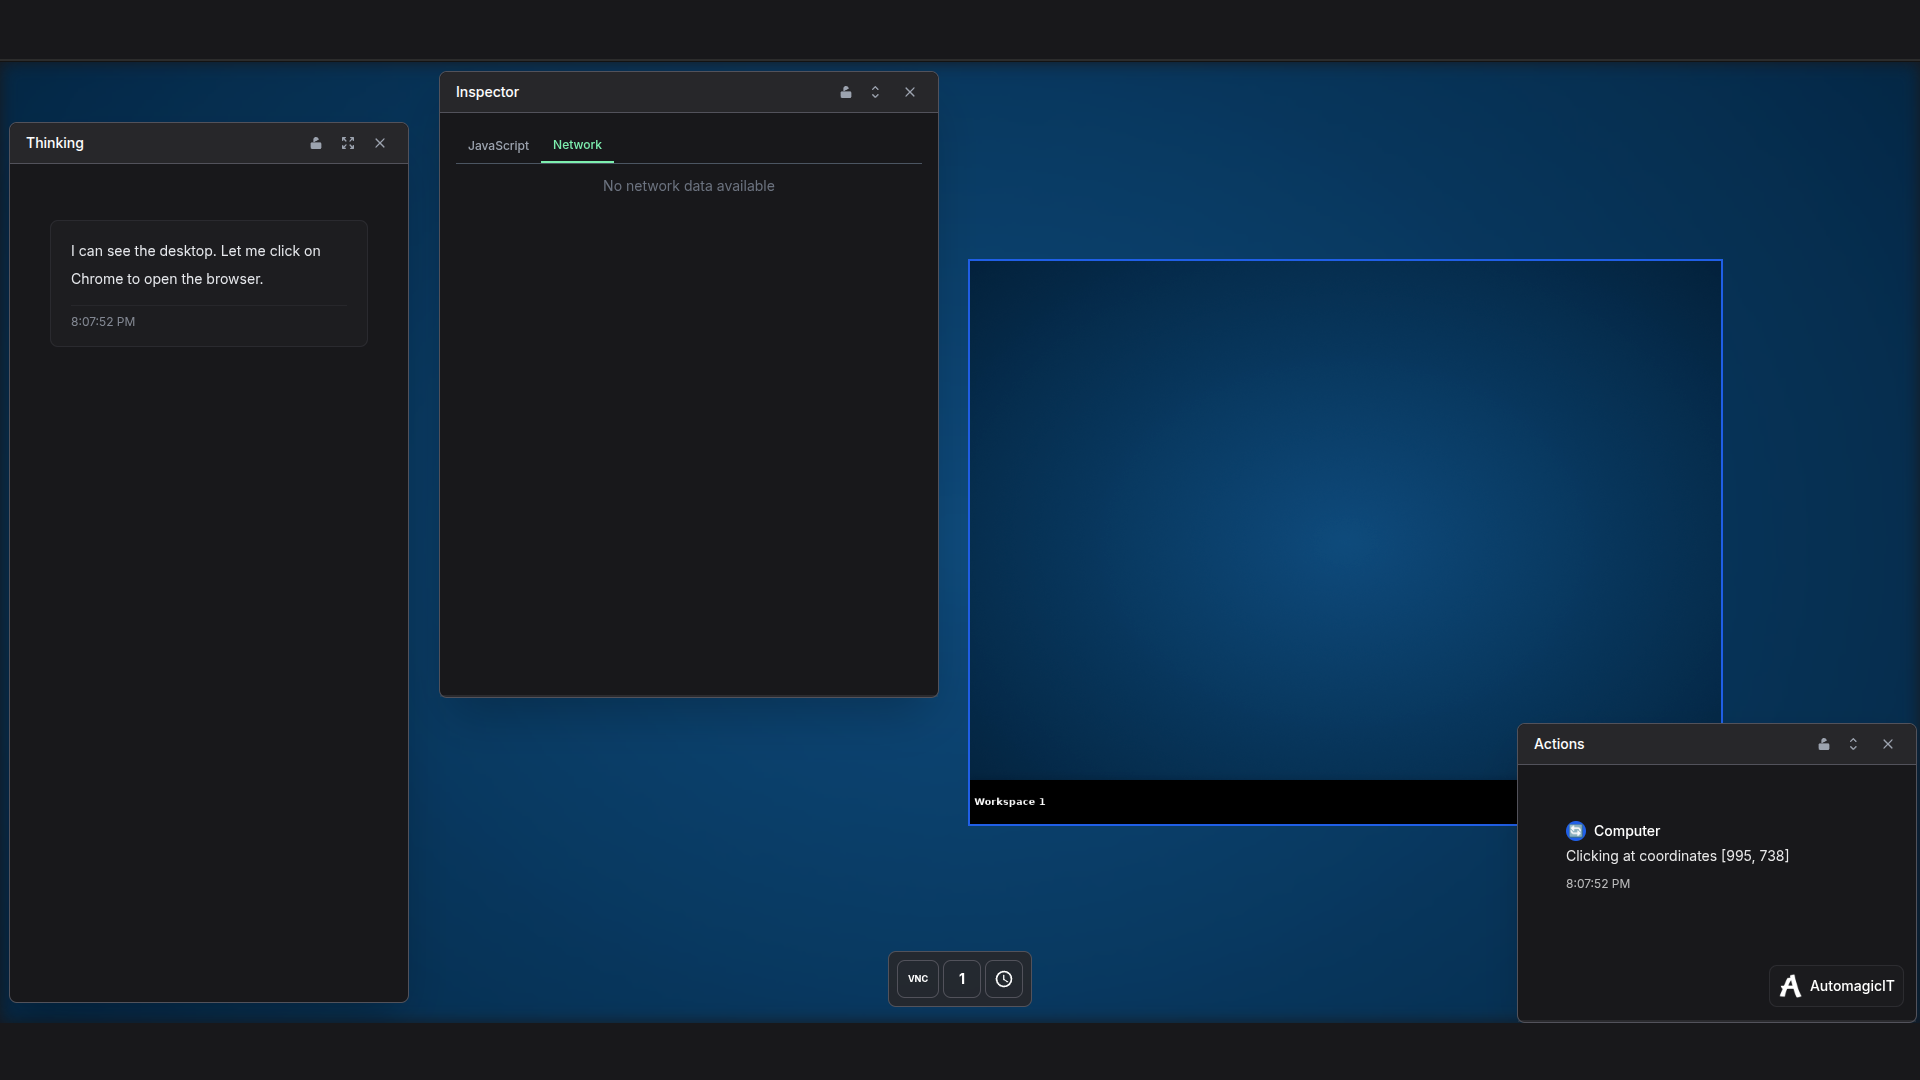 Thinking
I can see the desktop. Let me click on
Chrome to open the browser.
8:07:52 PM
Inspector
JavaScript
Network
No network data available
Workspace 1
Actions
Computer
Clicking at coordinates [995, 738]
8:07:52 PM
AutomagicIT
VNC
1